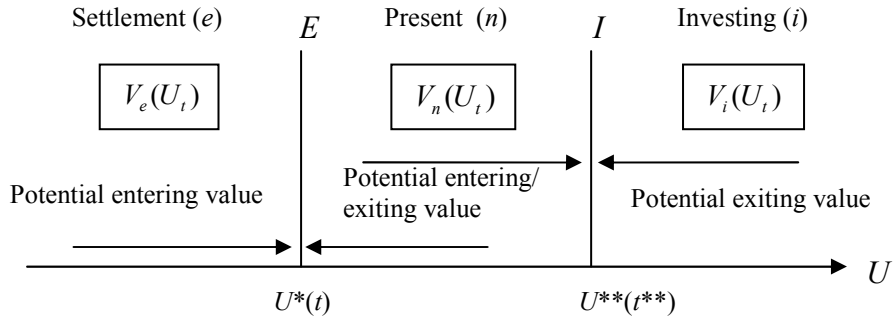 Settlement (e) E Present (n) I Investing (i)
V_e(U_t) V_n(U_t) V_i(U_t)
Potential entering value
Potential entering/
exiting value
Potential exiting value
U
U*(t) U**(t**)